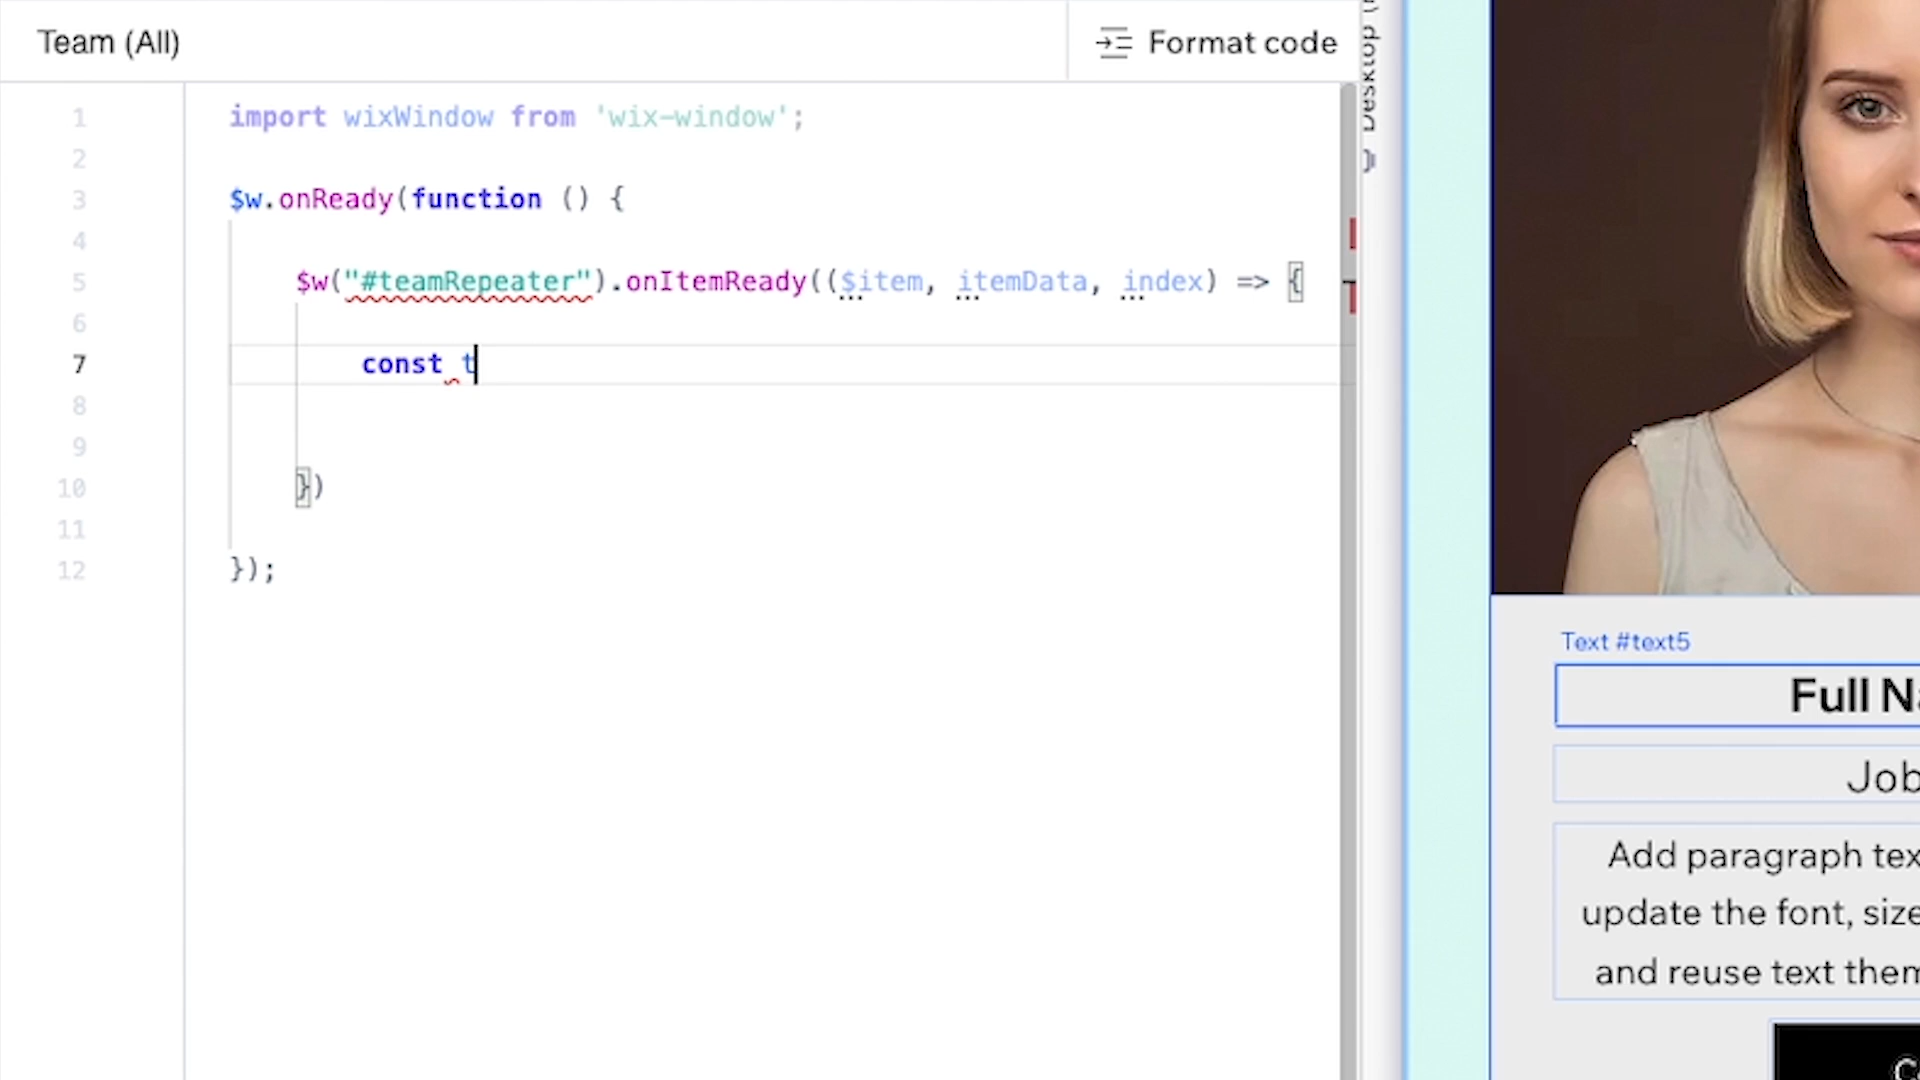 Team (All)
Format code
1 import wixWindow from 'wix-window';
2
3 $w.onReady(function () {
4
5 $w("#teamRepeater").onItemReady(($item, itemData, index) => {
6
7 const t
8
9
10 })
11
12 });
Desktop
Text #text5
Full Na
Job
Add paragraph tex
update the font, size
and reuse text them